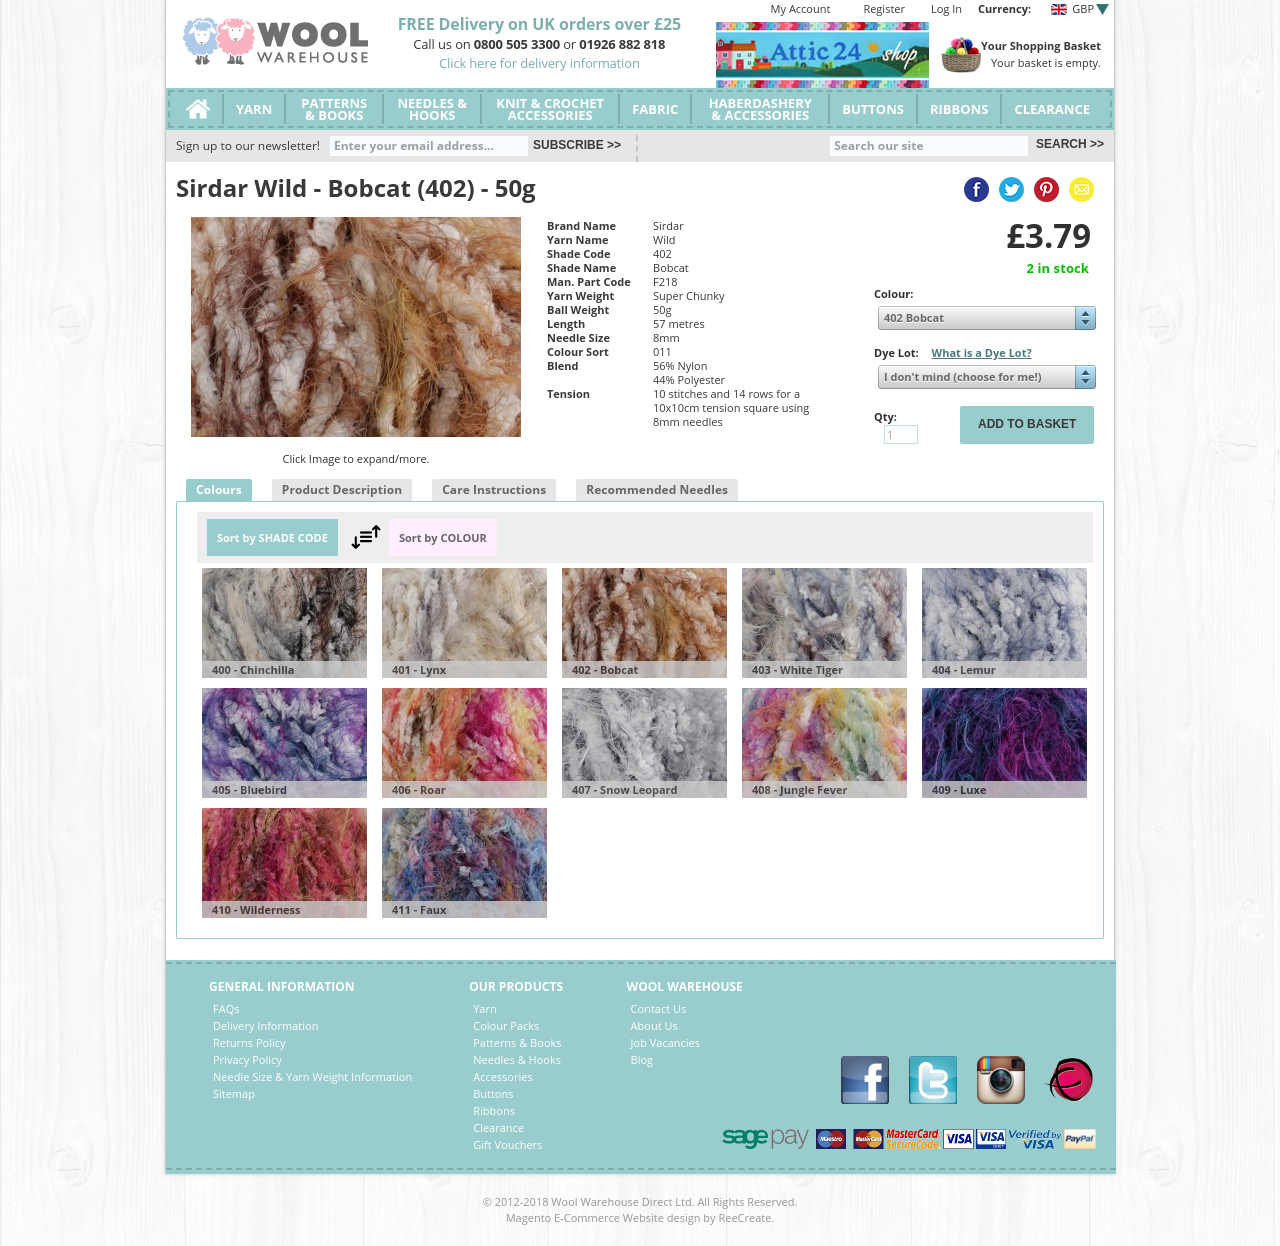 WOOL
WAREHOUSE
FREE Delivery on UK orders over £25
Call us on 0800 505 3300 or 01926 882 818
Click here for delivery information
My Account Register Log In Currency: GBP
Attic24 shop
Your Shopping Basket
Your basket is empty.
YARN
PATTERNS
& BOOKS
NEEDLES &
HOOKS
KNIT & CROCHET
ACCESSORIES
FABRIC
HABERDASHERY
& ACCESSORIES
BUTTONS
RIBBONS
CLEARANCE
Sign up to our newsletter! Enter your email address... SUBSCRIBE >> Search our site SEARCH >>
Sirdar Wild - Bobcat (402) - 50g
Click Image to expand/more.
Brand Name Sirdar
Yarn Name Wild
Shade Code 402
Shade Name Bobcat
Man. Part Code F218
Yarn Weight Super Chunky
Ball Weight 50g
Length 57 metres
Needle Size 8mm
Colour Sort 011
Blend 56% Nylon
44% Polyester
Tension 10 stitches and 14 rows for a
10x10cm tension square using
8mm needles
£3.79
2 in stock
Colour:
402 Bobcat
Dye Lot: What is a Dye Lot?
I don't mind (choose for me!)
Qty:
1
ADD TO BASKET
Colours Product Description Care Instructions Recommended Needles
Sort by SHADE CODE Sort by COLOUR
400 - Chinchilla 401 - Lynx 402 - Bobcat 403 - White Tiger 404 - Lemur
405 - Bluebird 406 - Roar 407 - Snow Leopard 408 - Jungle Fever 409 - Luxe
410 - Wilderness 411 - Faux
GENERAL INFORMATION
FAQs
Delivery Information
Returns Policy
Privacy Policy
Needle Size & Yarn Weight Information
Sitemap
OUR PRODUCTS
Yarn
Colour Packs
Patterns & Books
Needles & Hooks
Accessories
Buttons
Ribbons
Clearance
Gift Vouchers
WOOL WAREHOUSE
Contact Us
About Us
Job Vacancies
Blog
sage pay Maestro MasterCard MasterCard SecureCode VISA VISA DEBIT Verified by VISA PayPal
© 2012-2018 Wool Warehouse Direct Ltd. All Rights Reserved.
Magento E-Commerce Website design by ReeCreate.